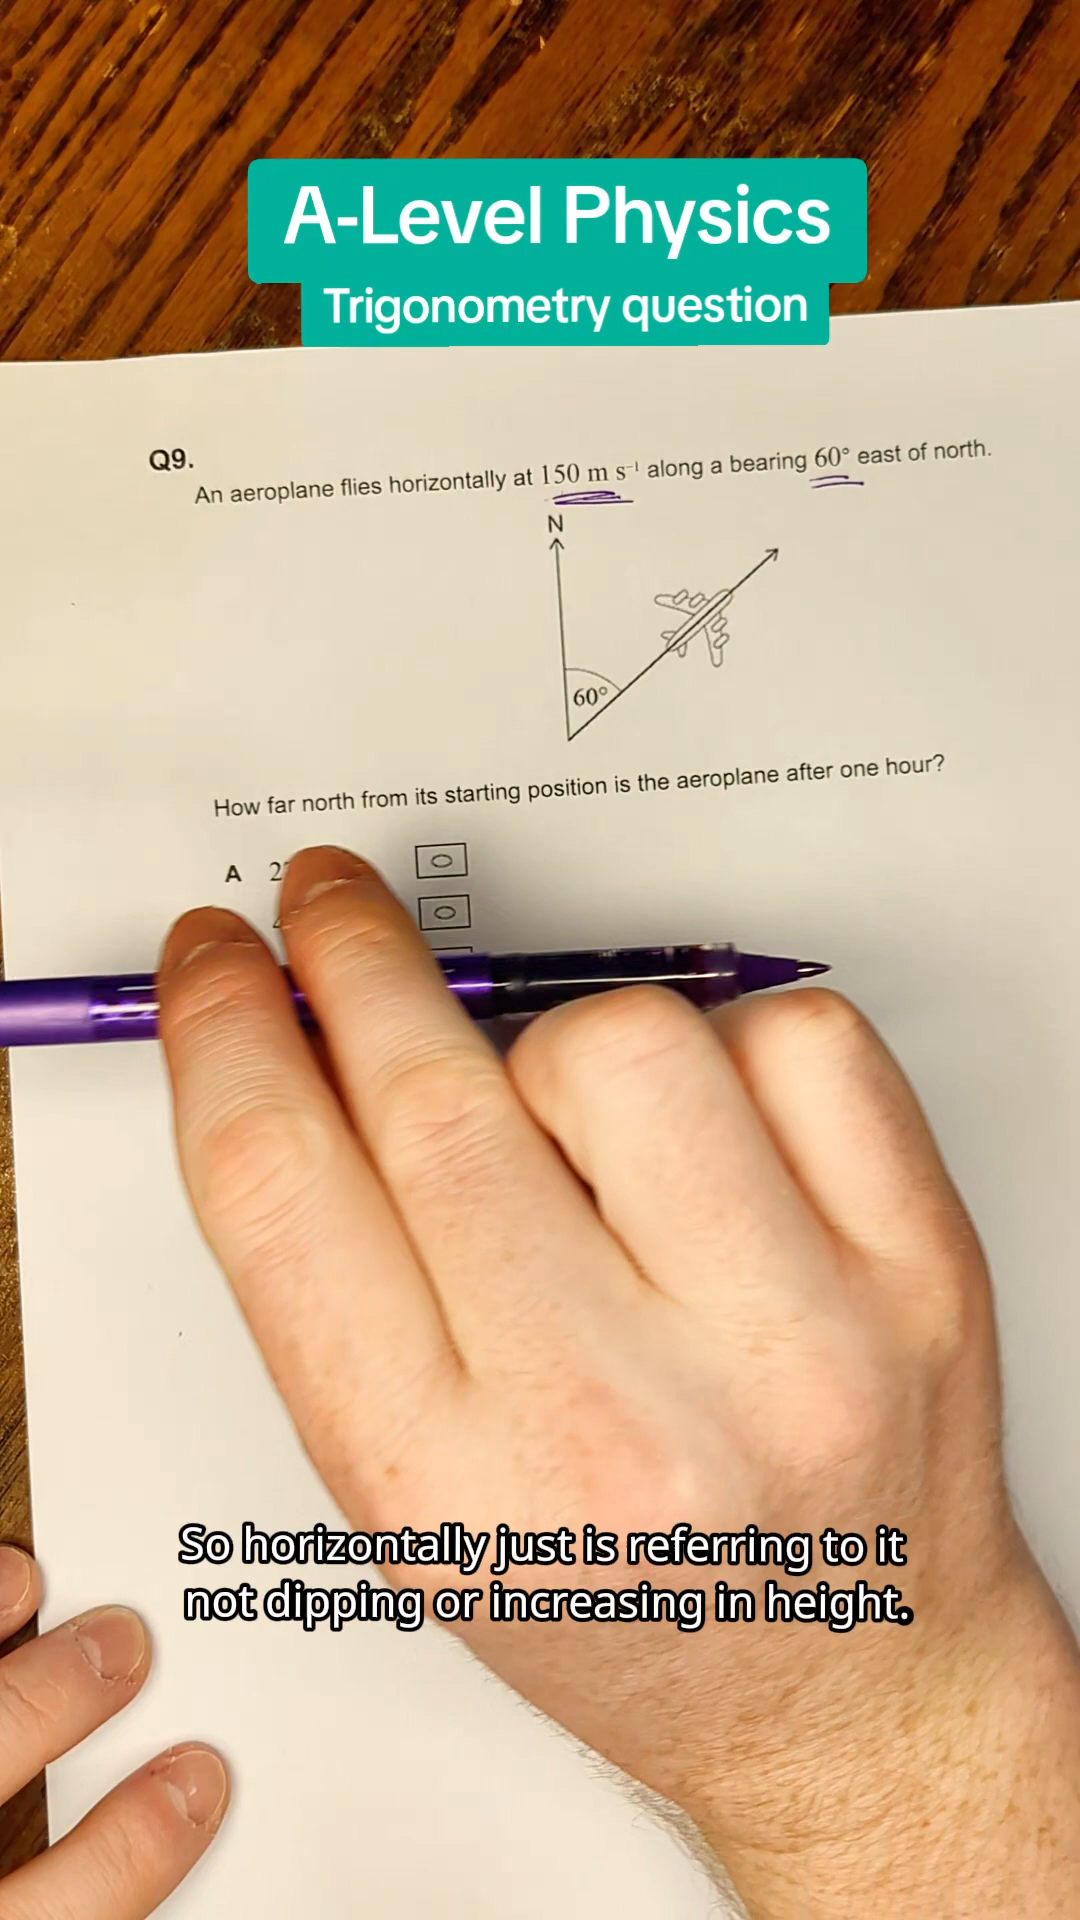 A-Level Physics
Trigonometry question
Q9.
An aeroplane flies horizontally at 150 m s⁻¹ along a bearing 60° east of north.
N
60°
How far north from its starting position is the aeroplane after one hour?
A
So horizontally just is referring to it
not dipping or increasing in height.